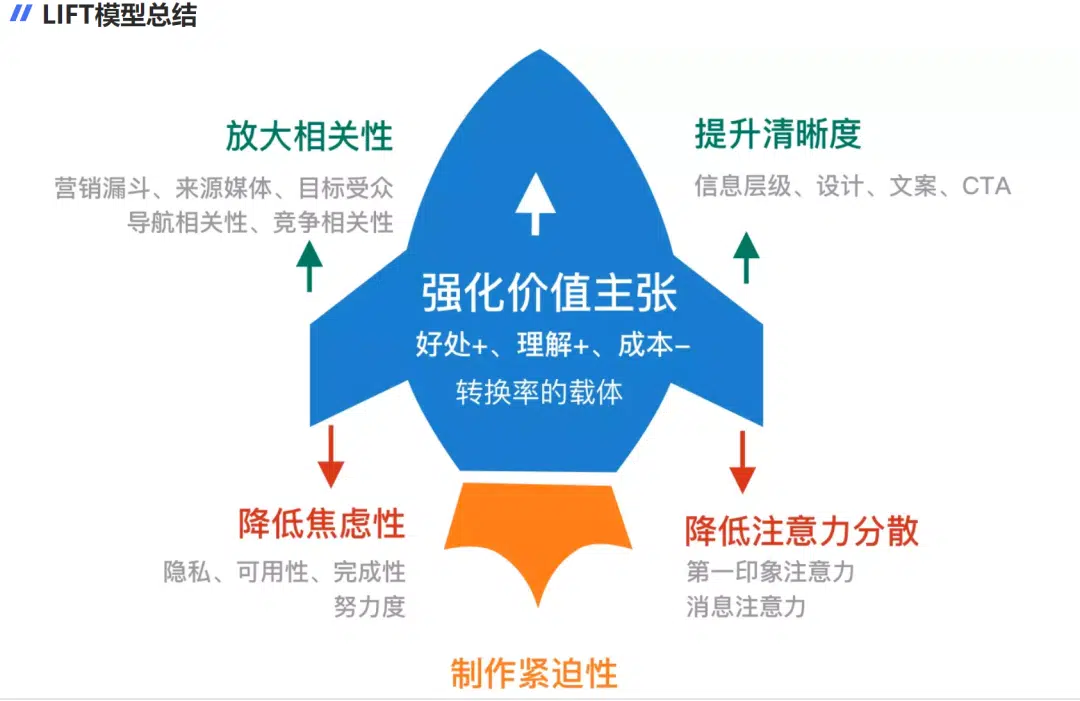 LIFT模型总结
放大相关性
营销漏斗、来源媒体、目标受众
导航相关性、竞争相关性
提升清晰度
信息层级、设计、文案、CTA
强化价值主张
好处+、理解+、成本−
转换率的载体
降低焦虑性
隐私、可用性、完成性
努力度
降低注意力分散
第一印象注意力
消息注意力
制作紧迫性